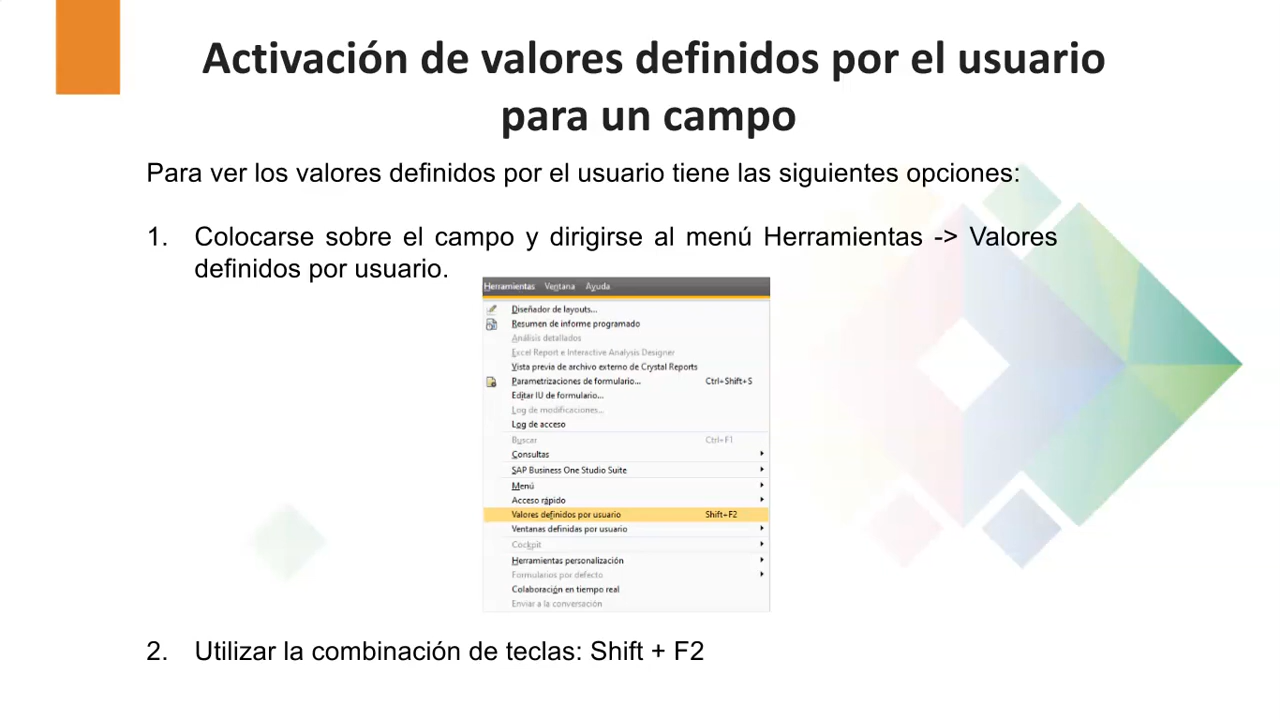 Activación de valores definidos por el usuario
para un campo
Para ver los valores definidos por el usuario tiene las siguientes opciones:
1. Colocarse sobre el campo y dirigirse al menú Herramientas -> Valores
definidos por usuario.
Herramientas Ventana Ayuda
Diseñador de layouts...
Resumen de informe programado
Análisis detallados
Excel Report e Interactive Analysis Designer
Vista previa de archivo externo de Crystal Reports
Parametrizaciones de formulario... Ctrl+Shift+S
Editar IU de formulario...
Log de modificaciones...
Log de acceso
Buscar Ctrl+F1
Consultas
SAP Business One Studio Suite
Menú
Acceso rápido
Valores definidos por usuario Shift+F2
Ventanas definidas por usuario
Cockpit
Herramientas personalización
Formularios por defecto
Colaboración en tiempo real
Enviar a la conversación
2. Utilizar la combinación de teclas: Shift + F2